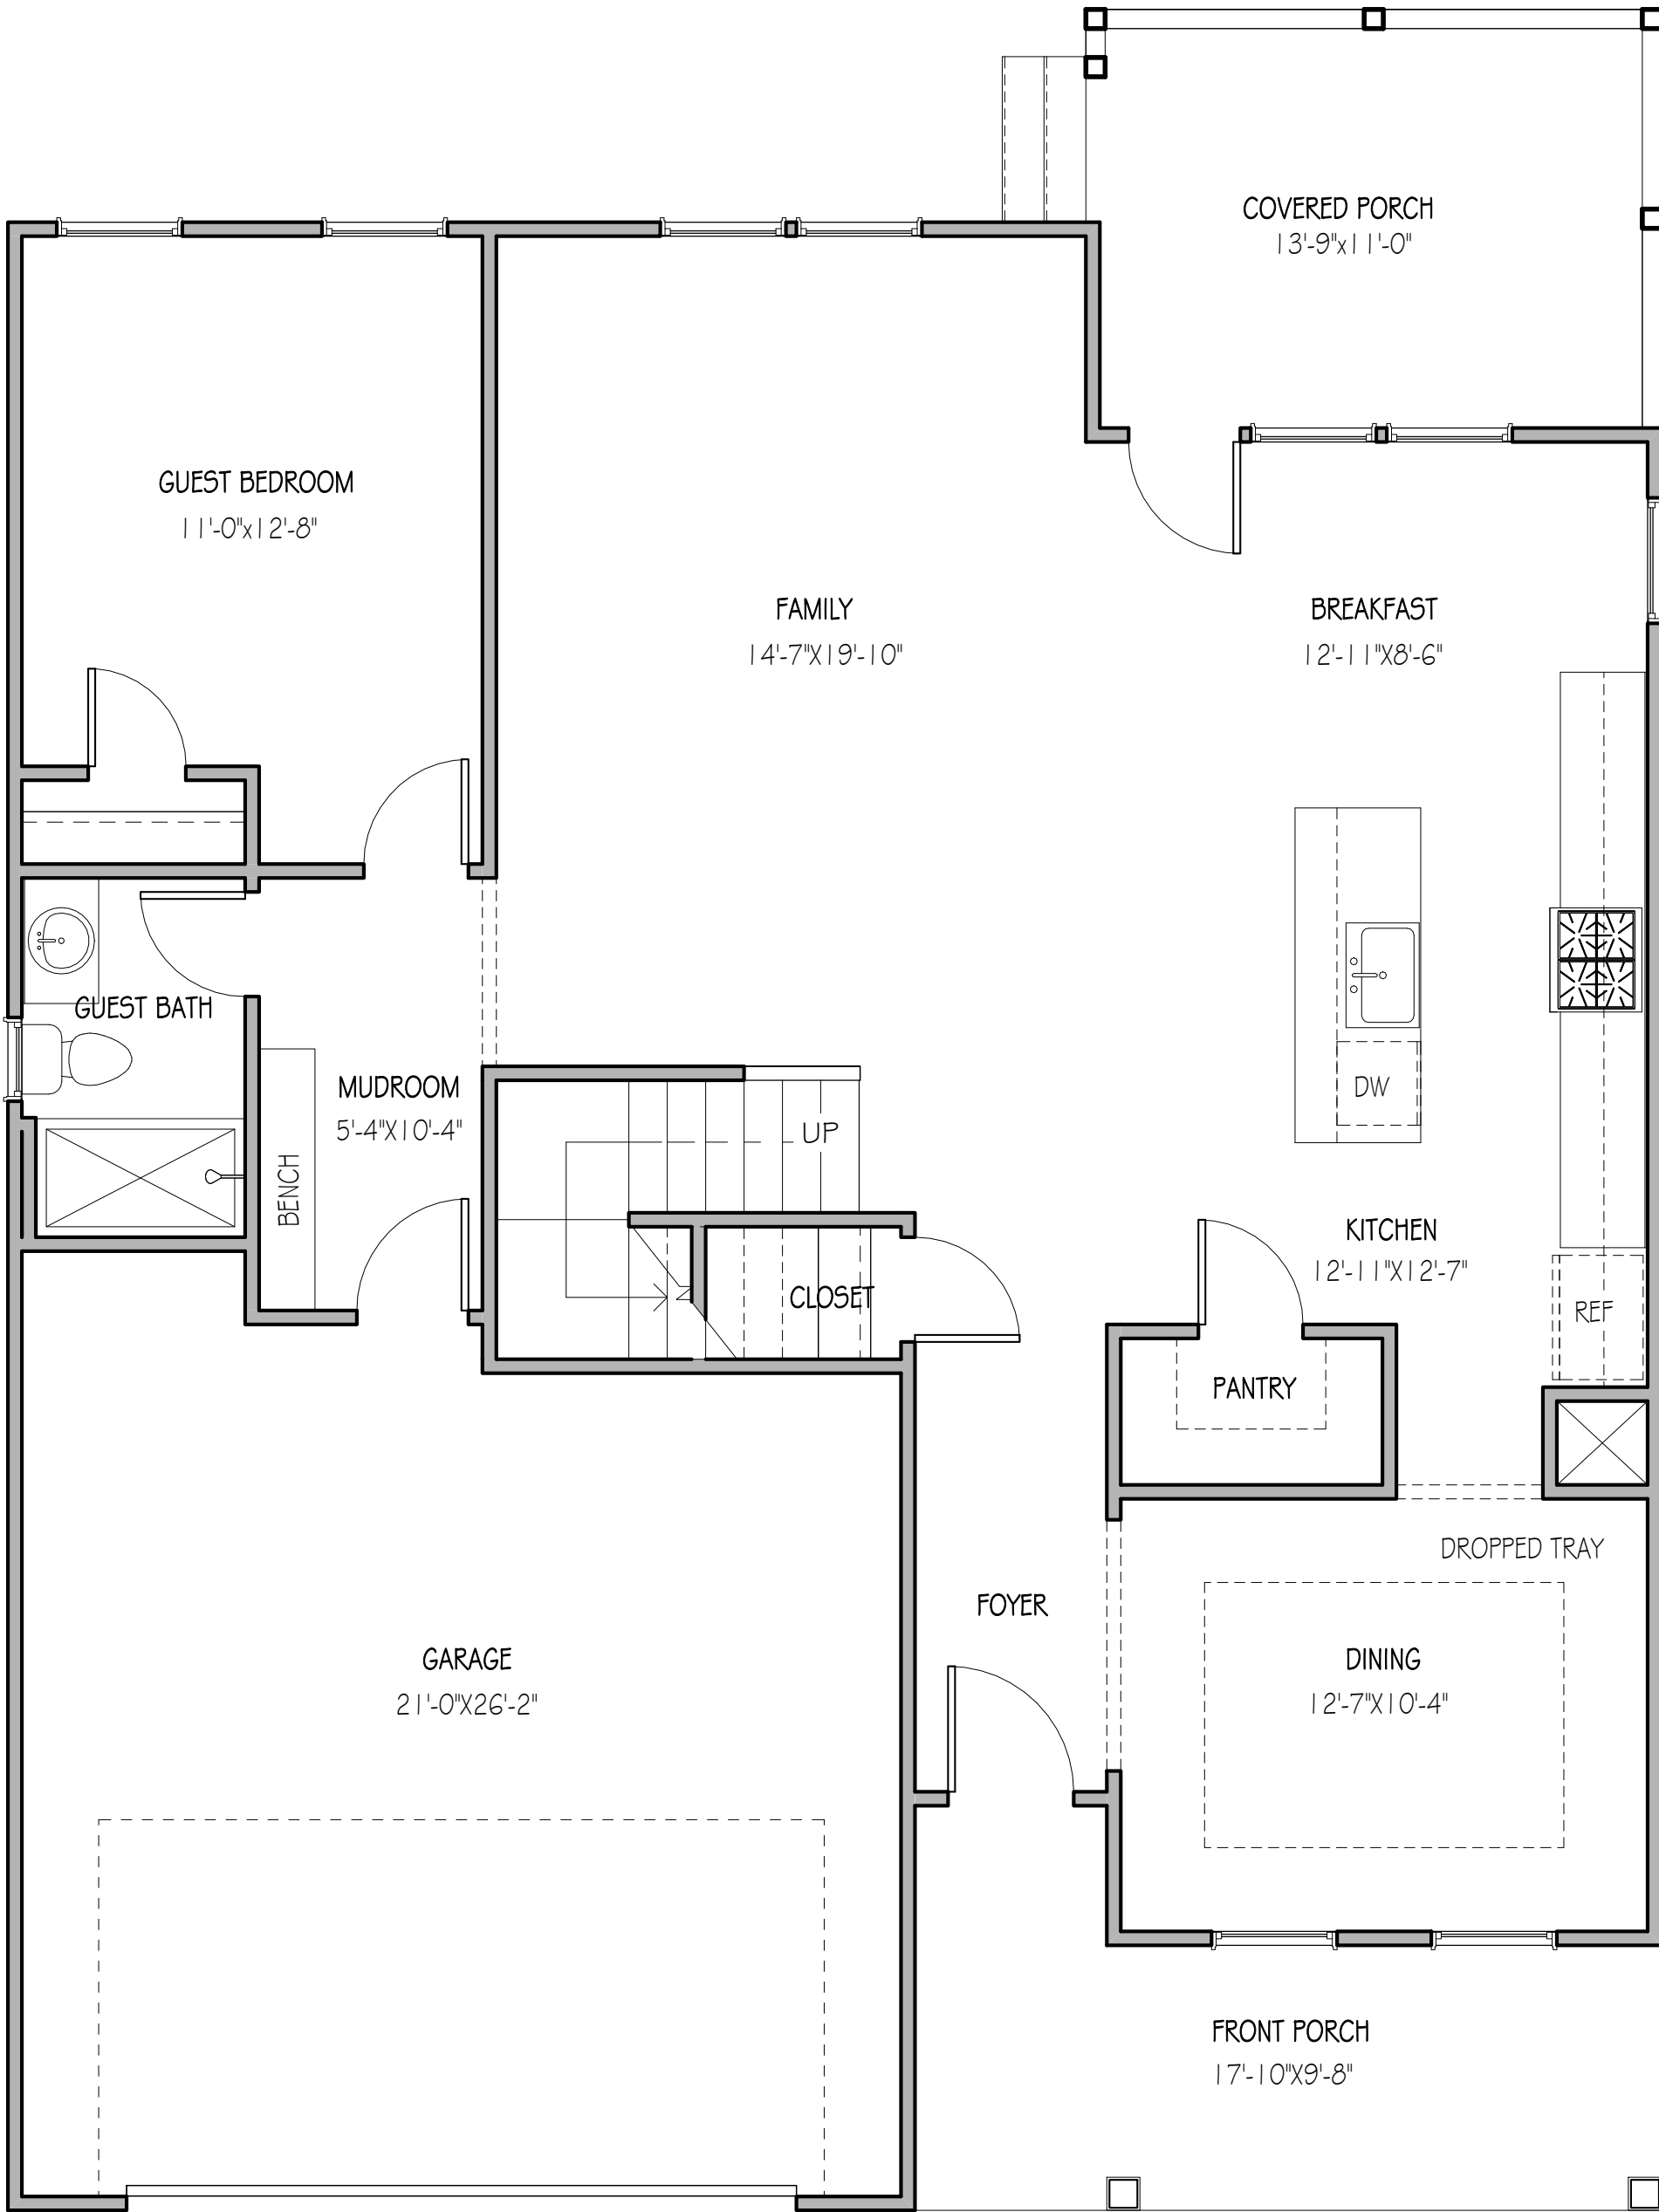 COVERED PORCH
13'-9"x11'-0"
GUEST BEDROOM
11'-0"x12'-8"
FAMILY
14'-7"X19'-10"
BREAKFAST
12'-11"X8'-6"
GUEST BATH
MUDROOM
5'-4"X10'-4"
BENCH
UP
DW
CLOSET
KITCHEN
12'-11"X12'-7"
REF
PANTRY
DROPPED TRAY
FOYER
GARAGE
21'-0"X26'-2"
DINING
12'-7"X10'-4"
FRONT PORCH
17'-10"X9'-8"